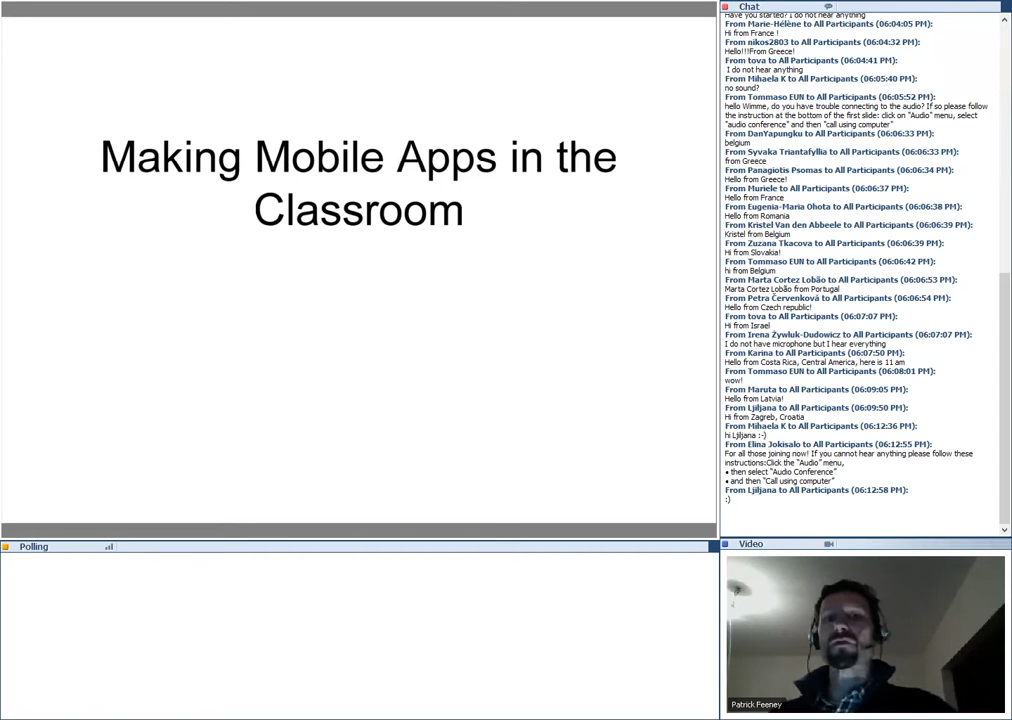 Making Mobile Apps in the
Classroom
Chat
Have you started? I do not hear anything
From Marie-Hélène to All Participants (06:04:05 PM):
Hi from France !
From nikos2803 to All Participants (06:04:32 PM):
Hello!!!From Greece!
From tova to All Participants (06:04:41 PM):
I do not hear anything
From Mihaela K to All Participants (06:05:40 PM):
no sound?
From Tommaso EUN to All Participants (06:05:52 PM):
hello Wimme, do you have trouble connecting to the audio? If so please follow
the instruction at the bottom of the first slide: click on "Audio" menu, select
"audio conference" and then "call using computer"
From DanYapungku to All Participants (06:06:33 PM):
belgium
From Syvaka Triantafyllia to All Participants (06:06:33 PM):
from Greece
From Panagiotis Psomas to All Participants (06:06:34 PM):
Hello from Greece!
From Muriele to All Participants (06:06:37 PM):
Hello from France
From Eugenia-Maria Ohota to All Participants (06:06:38 PM):
Hello from Romania
From Kristel Van den Abbeele to All Participants (06:06:39 PM):
Kristel from Belgium
From Zuzana Tkacova to All Participants (06:06:39 PM):
Hi from Slovakia!
From Tommaso EUN to All Participants (06:06:42 PM):
hi from Belgium
From Marta Cortez Lobão to All Participants (06:06:53 PM):
Marta Cortez Lobão from Portugal
From Petra Červenková to All Participants (06:06:54 PM):
Hello from Czech republic!
From tova to All Participants (06:07:07 PM):
Hi from Israel
From Irena Żywluk-Dudowicz to All Participants (06:07:07 PM):
I do not have microphone but I hear everything
From Karina to All Participants (06:07:50 PM):
Hello from Costa Rica, Central America, here is 11 am
From Tommaso EUN to All Participants (06:08:01 PM):
wow!
From Maruta to All Participants (06:09:05 PM):
Hello from Latvia!
From Ljiljana to All Participants (06:09:50 PM):
Hi from Zagreb, Croatia
From Mihaela K to All Participants (06:12:36 PM):
hi Ljiljana :-)
From Elina Jokisalo to All Participants (06:12:55 PM):
For all those joining now! If you cannot hear anything please follow these
instructions:Click the "Audio" menu,
• then select "Audio Conference"
• and then "Call using computer"
From Ljiljana to All Participants (06:12:58 PM):
:)
Polling
Video
Patrick Feeney